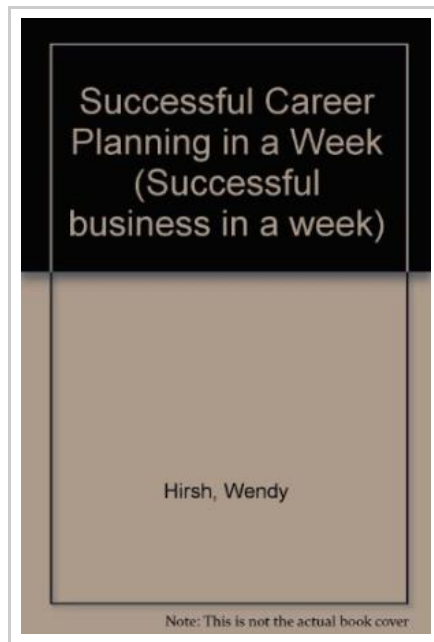 Successful Career
Planning in a Week
(Successful
business in a week)
Hirsh, Wendy
Note: This is not the actual book cover